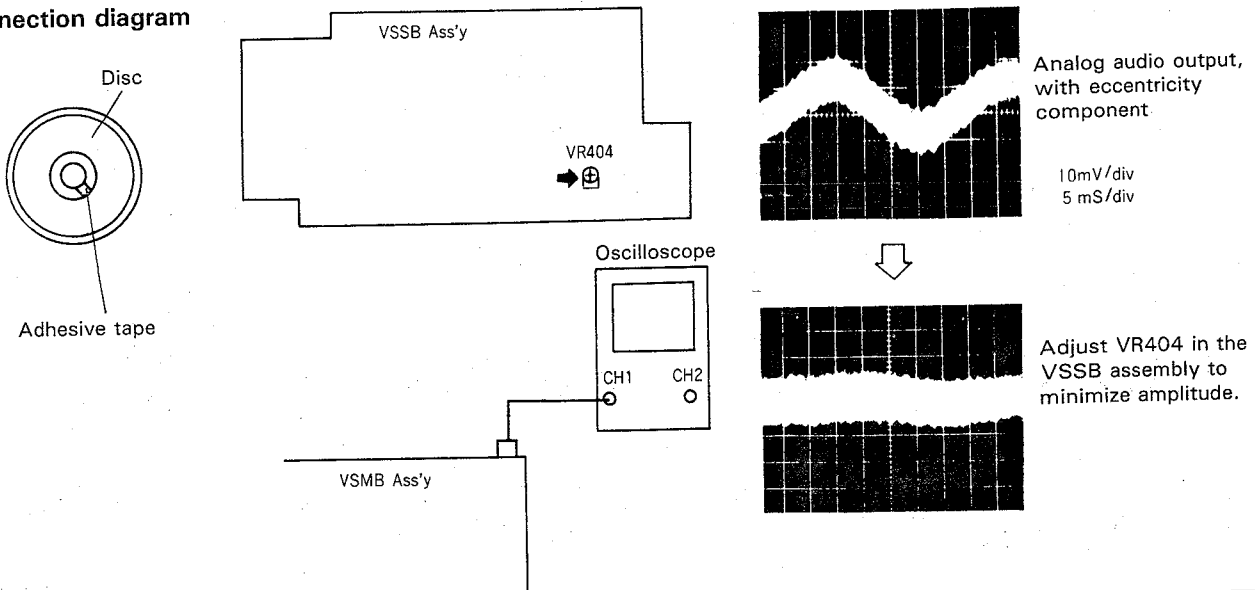 nection diagram
Disc
Adhesive tape
VSSB Ass'y
VR404
Oscilloscope
CH1 CH2
VSMB Ass'y
Analog audio output,
with eccentricity
component
10mV/div
5 mS/div
Adjust VR404 in the
VSSB assembly to
minimize amplitude.